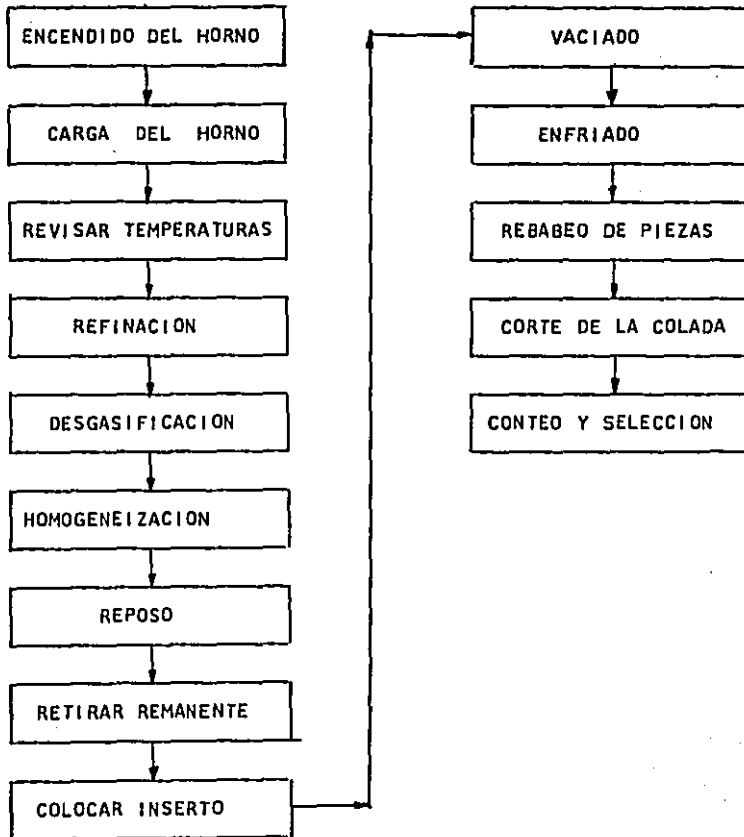 ENCENDIDO DEL HORNO
CARGA DEL HORNO
REVISAR TEMPERATURAS
REFINACION
DESGASIFICACION
HOMOGENEIZACION
REPOSO
RETIRAR REMANENTE
COLOCAR INSERTO
VACIADO
ENFRIADO
REBABEO DE PIEZAS
CORTE DE LA COLADA
CONTEO Y SELECCION